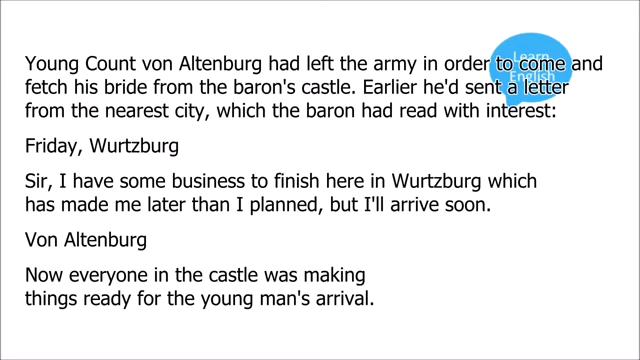 Young Count von Altenburg had left the army in order to come and
fetch his bride from the baron's castle. Earlier he'd sent a letter
from the nearest city, which the baron had read with interest:
Friday, Wurtzburg
Sir, I have some business to finish here in Wurtzburg which
has made me later than I planned, but I'll arrive soon.
Von Altenburg
Now everyone in the castle was making
things ready for the young man's arrival.
Learn
English